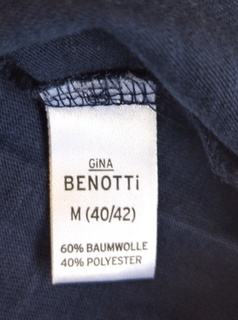 GiNA
BENOTTi
M (40/42)
60% BAUMWOLLE
40% POLYESTER